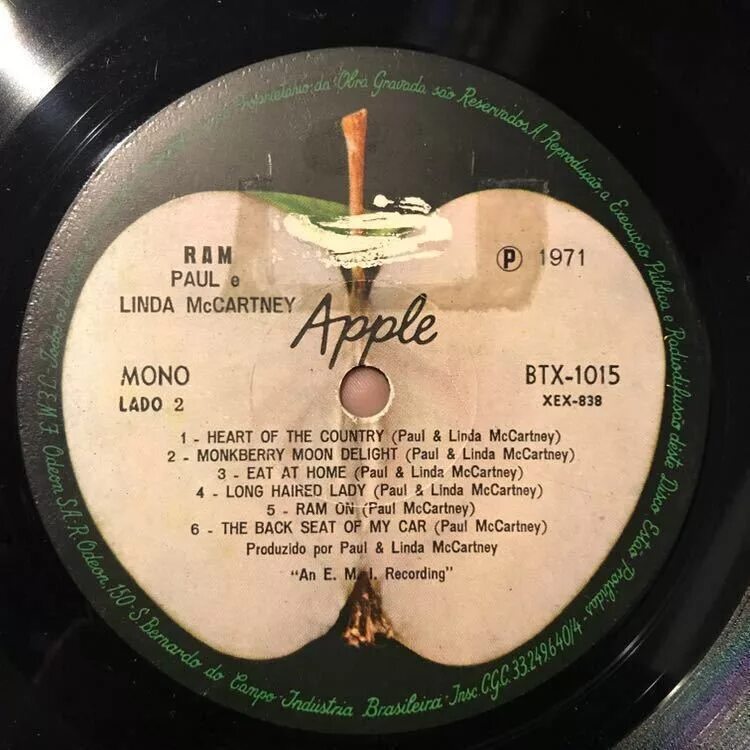 RAM
PAUL e
LINDA McCARTNEY
Ⓟ 1971
Apple
MONO
LADO 2
BTX-1015
XEX-838
1 - HEART OF THE COUNTRY (Paul & Linda McCartney)
2 - MONKBERRY MOON DELIGHT (Paul & Linda McCartney)
3 - EAT AT HOME (Paul & Linda McCartney)
4 - LONG HAIRED LADY (Paul & Linda McCartney)
5 - RAM ON (Paul McCartney)
6 - THE BACK SEAT OF MY CAR (Paul McCartney)
Produzido por Paul & Linda McCartney
"An E. M. I. Recording"
Proprietário da Obra Gravada são Reservados. A Reprodução, a Execução Pública e Radiodifusão deste Disco Estão Proibidas -
Odeon S.A. R. Odeon, 150 - S. Bernardo do Campo - Indústria Brasileira - Insc. C.G.C. 33.249.640/4 -